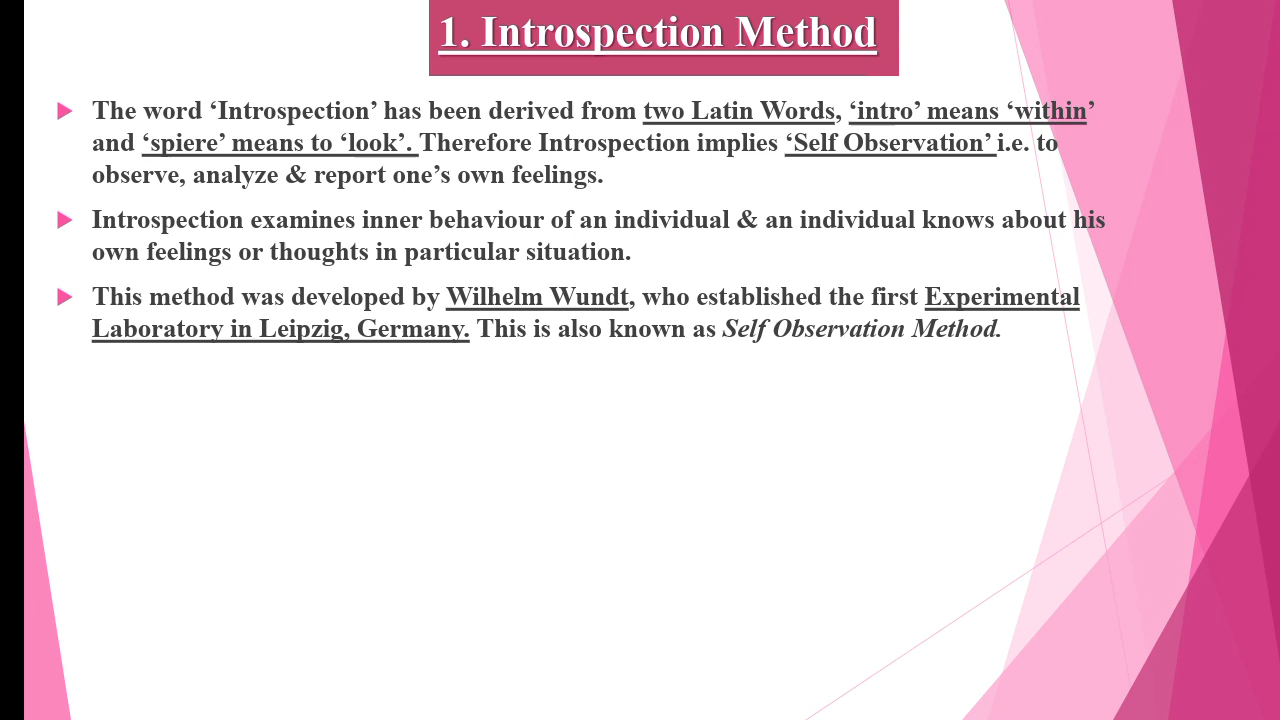 1. Introspection Method
The word ‘Introspection’ has been derived from two Latin Words, ‘intro’ means ‘within’
and ‘spiere’ means to ‘look’. Therefore Introspection implies ‘Self Observation’ i.e. to
observe, analyze & report one’s own feelings.
Introspection examines inner behaviour of an individual & an individual knows about his
own feelings or thoughts in particular situation.
This method was developed by Wilhelm Wundt, who established the first Experimental
Laboratory in Leipzig, Germany. This is also known as Self Observation Method.